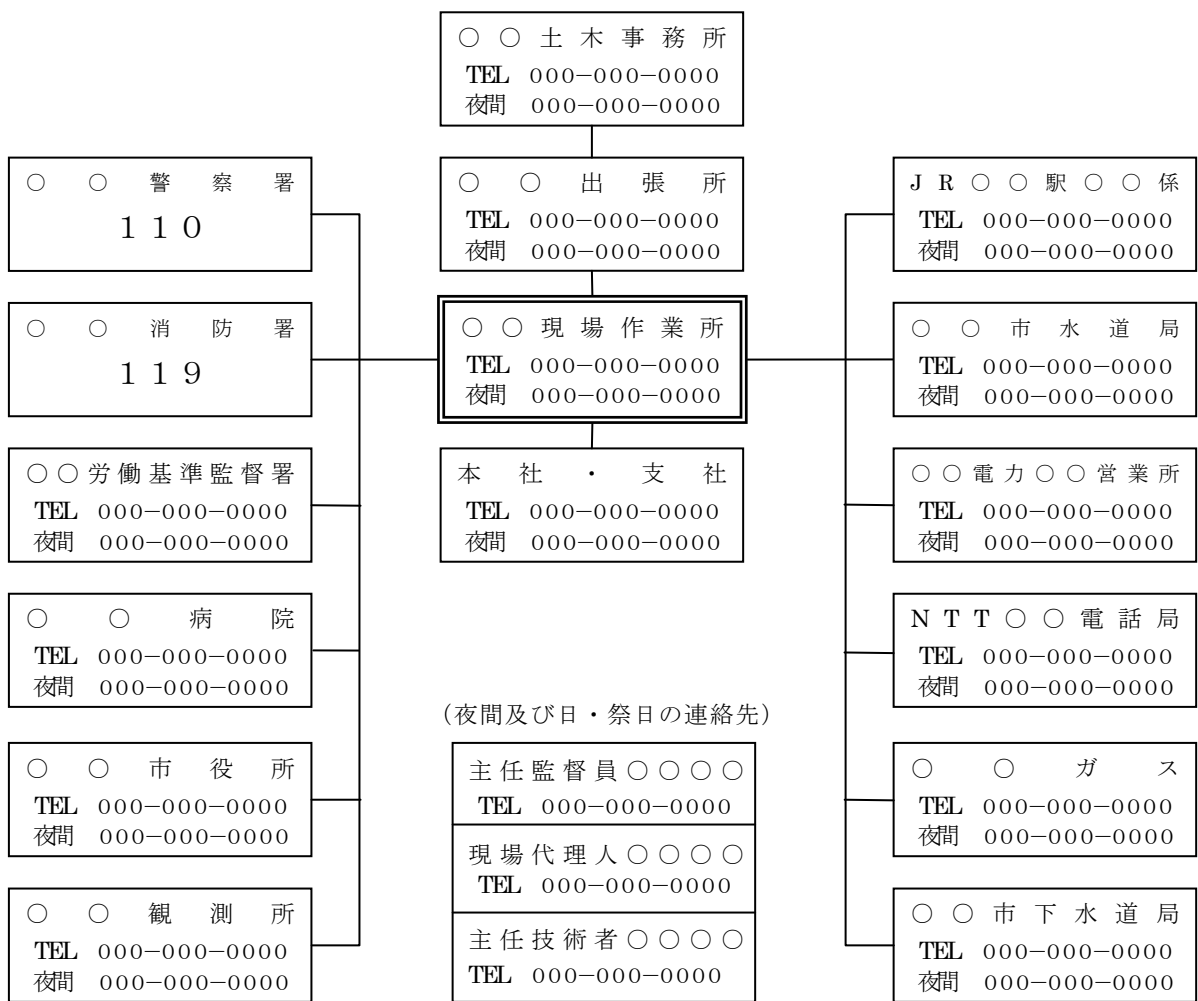 ○○土木事務所
TEL 000-000-0000
夜間 000-000-0000
○○警察署
110
○○出張所
TEL 000-000-0000
夜間 000-000-0000
JR○○駅○○係
TEL 000-000-0000
夜間 000-000-0000
○○消防署
119
○○現場作業所
TEL 000-000-0000
夜間 000-000-0000
○○市水道局
TEL 000-000-0000
夜間 000-000-0000
○○労働基準監督署
TEL 000-000-0000
夜間 000-000-0000
本社・支社
TEL 000-000-0000
夜間 000-000-0000
○○電力○○営業所
TEL 000-000-0000
夜間 000-000-0000
○○病院
TEL 000-000-0000
夜間 000-000-0000
NTT○○電話局
TEL 000-000-0000
夜間 000-000-0000
(夜間及び日・祭日の連絡先)
○○市役所
TEL 000-000-0000
夜間 000-000-0000
主任監督員○○○○
TEL 000-000-0000
現場代理人○○○○
TEL 000-000-0000
主任技術者○○○○
TEL 000-000-0000
○○ガス
TEL 000-000-0000
夜間 000-000-0000
○○観測所
TEL 000-000-0000
夜間 000-000-0000
○○市下水道局
TEL 000-000-0000
夜間 000-000-0000